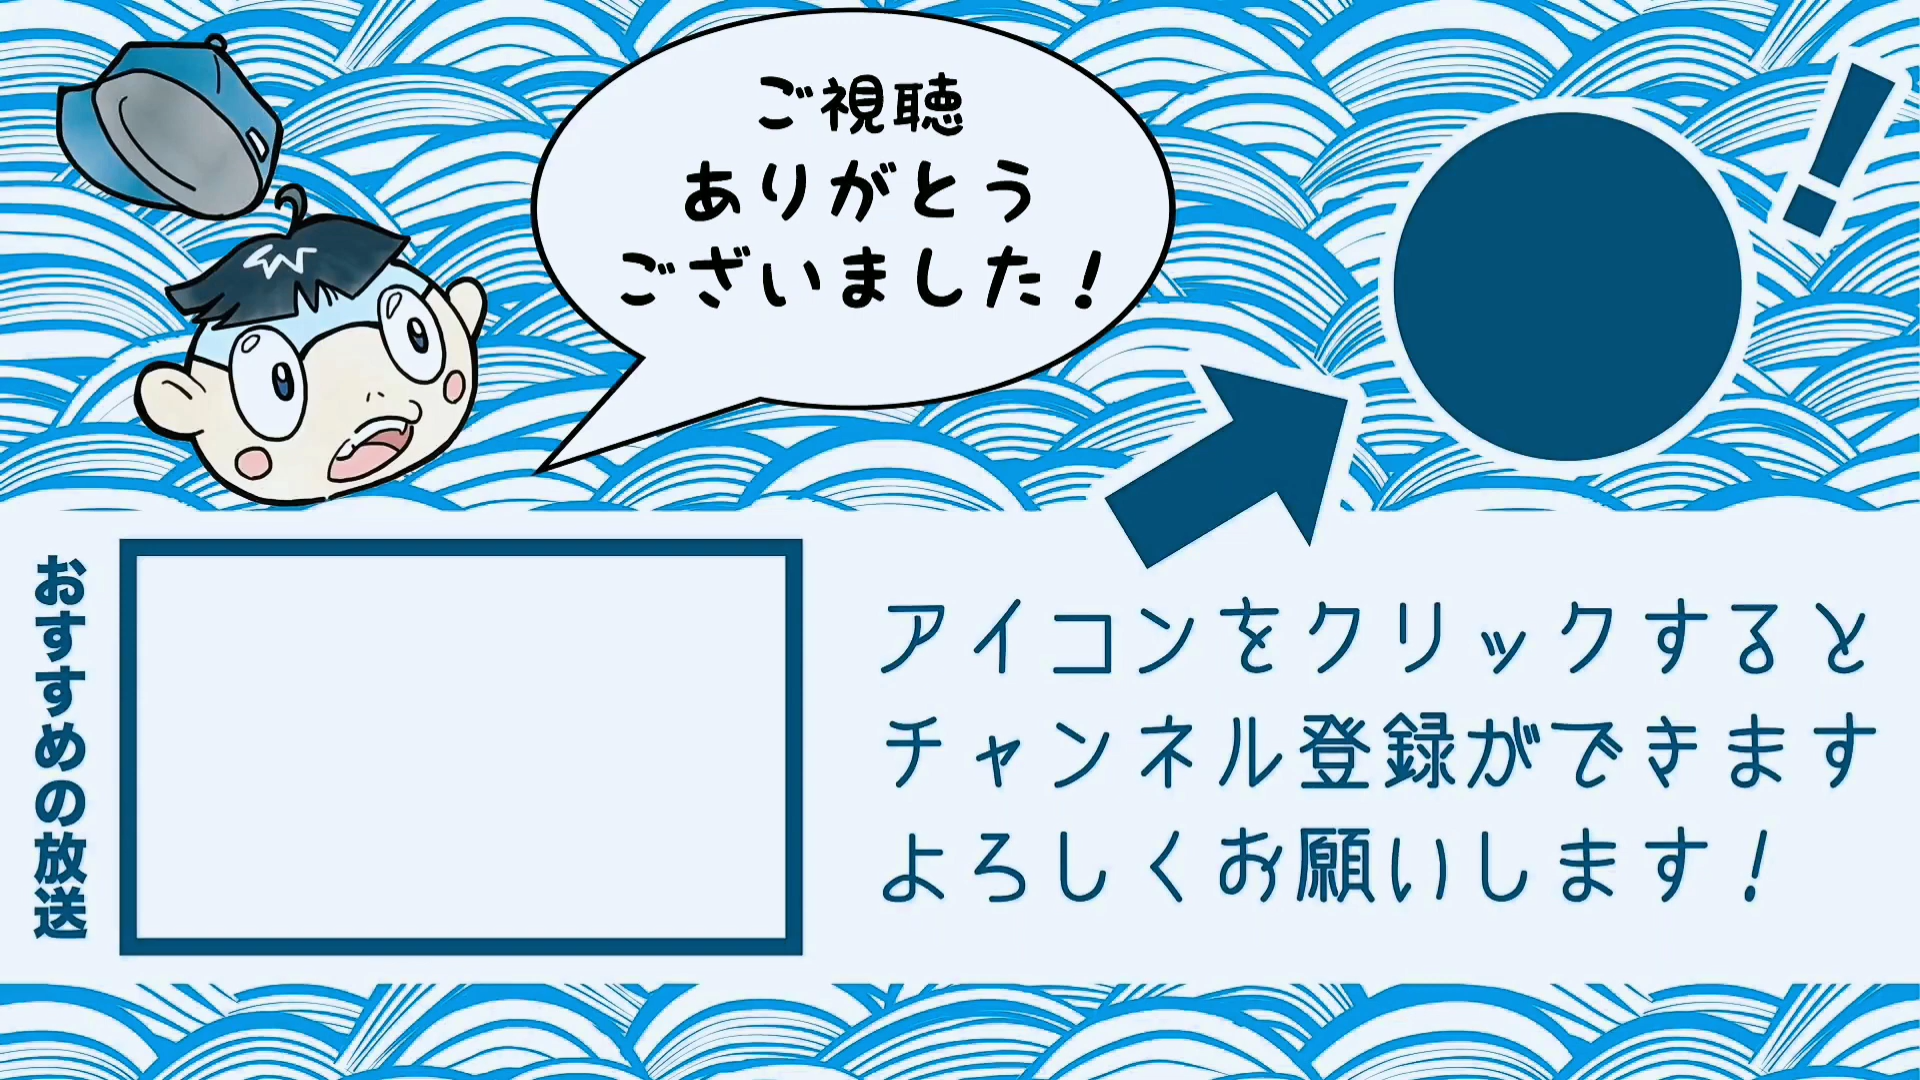 ご視聴
ありがとう
ございました！
おすすめの放送
アイコンをクリックすると
チャンネル登録ができます
よろしくお願いします！